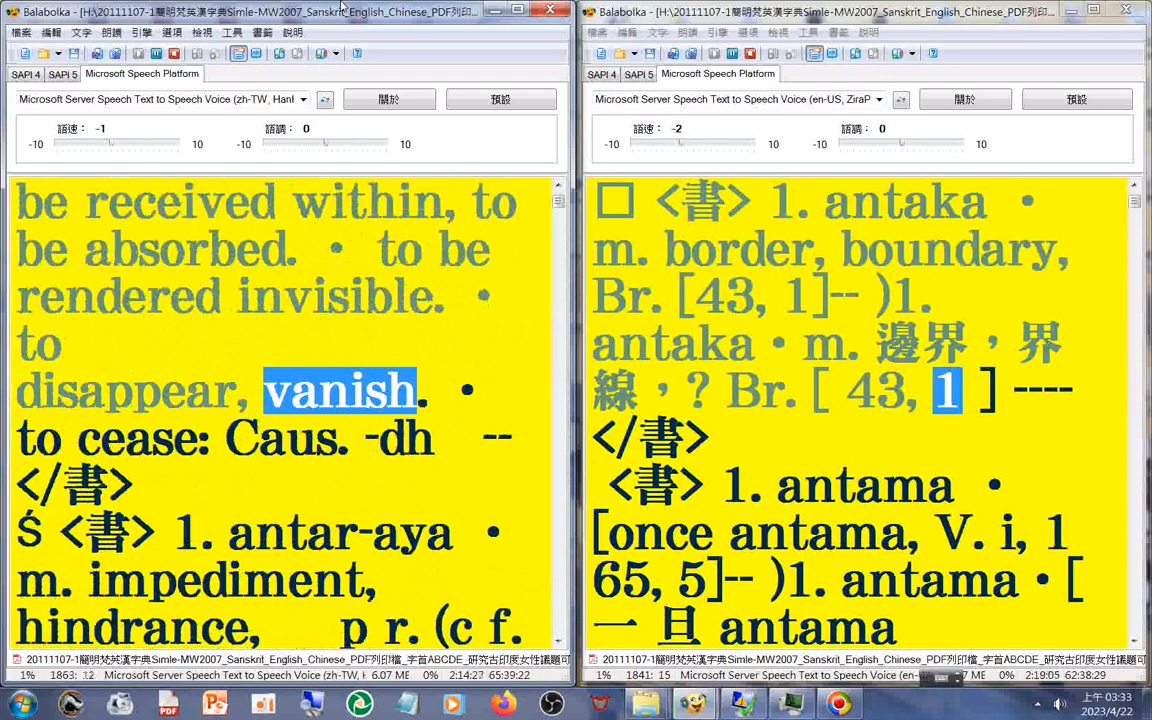 Balabolka - [H:\20111107-1簡明梵英漢字典Simle-MW2007_Sanskrit_English_Chinese_PDF列印...
檔案 編輯 文字 朗讀 引擎 選項 檢視 工具 書籤 說明
SAPI 4 SAPI 5 Microsoft Speech Platform
Microsoft Server Speech Text to Speech Voice (zh-TW, Hanl
關於 預設
語速: -1 語調: 0
-10 10 -10 10
be received within, to
be absorbed. • to be
rendered invisible. •
to
disappear, vanish. •
to cease: Caus. -dh --
</書>
Ś <書> 1. antar-aya •
m. impediment,
hindrance, p r. (c f.
20111107-1簡明梵英漢字典Simle-MW2007_Sanskrit_English_Chinese_PDF列印檔_字首ABCDE_研究古印度女性議題可
1% 1863: 12 Microsoft Server Speech Text to Speech Voice (zh-TW, H 6.07 ME 0% 2:14:27 65:39:22
Balabolka - [H:\20111107-1簡明梵英漢字典Simle-MW2007_Sanskrit_English_Chinese_PDF列印...
檔案 編輯 文字 朗讀 引擎 選項 檢視 工具 書籤 說明
SAPI 4 SAPI 5 Microsoft Speech Platform
Microsoft Server Speech Text to Speech Voice (en-US, ZiraP
關於 預設
語速: -2 語調: 0
-10 10 -10 10
□ <書> 1. antaka •
m. border, boundary,
Br. [43, 1]-- )1.
antaka • m. 邊界，界
線，? Br. [ 43, 1 ] ----
</書>
<書> 1. antama •
[once antama, V. i, 1
65, 5]-- )1. antama • [
一 旦 antama
20111107-1簡明梵英漢字典Simle-MW2007_Sanskrit_English_Chinese_PDF列印檔_字首ABCDE_研究古印度女性議題可
1% 1841: 15 Microsoft Server Speech Text to Speech Voice ME 0% 2:19:05 62:38:29
上午 03:33
2023/4/22